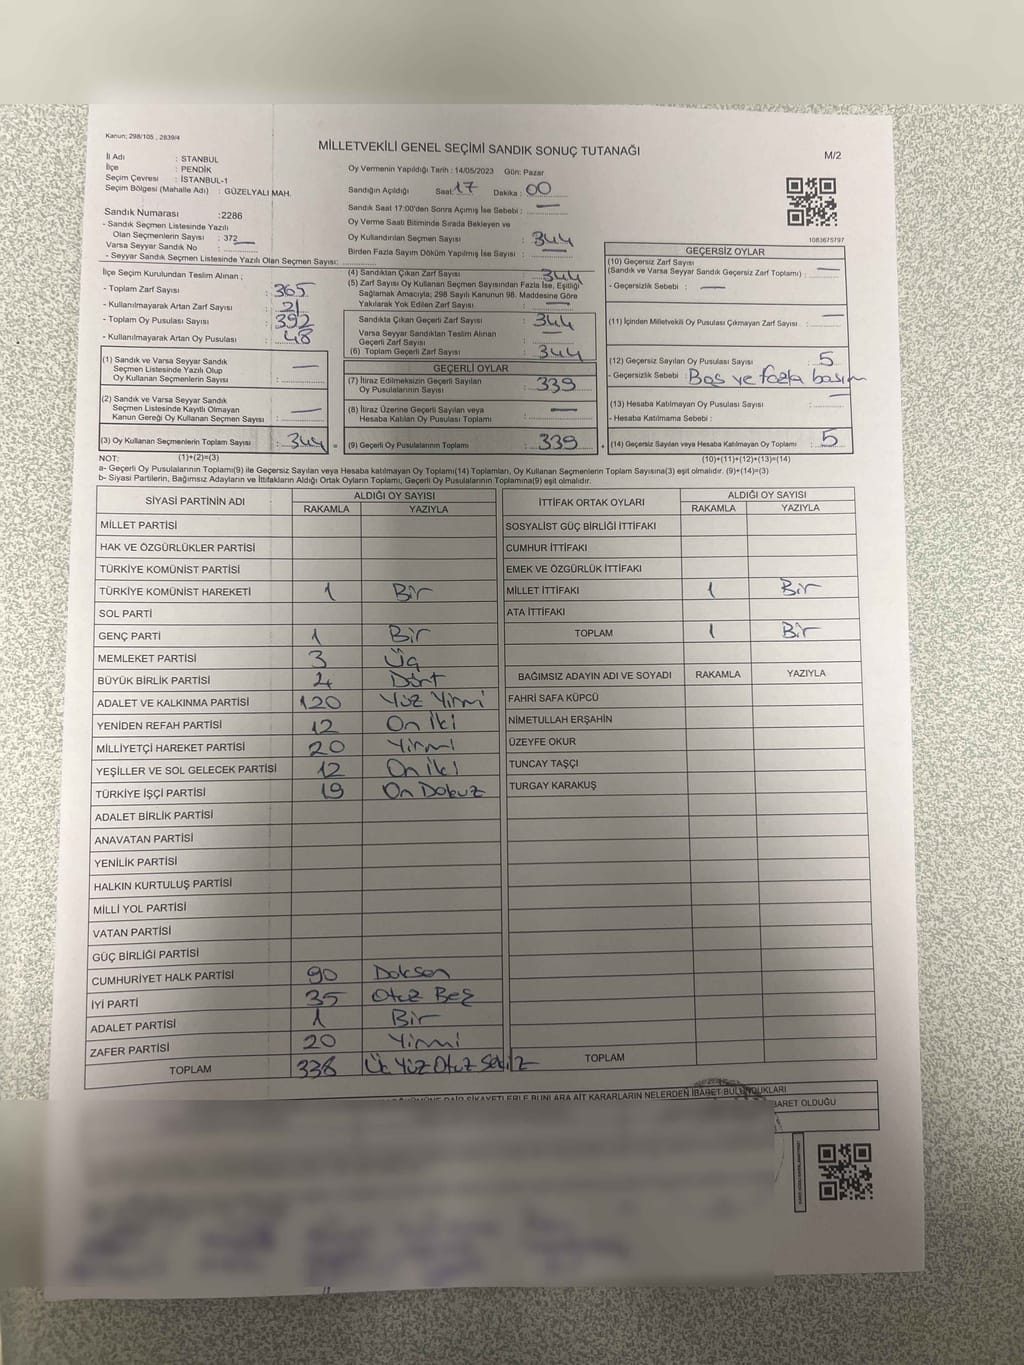 Kanun; 298/105 , 2839/4
MİLLETVEKİLİ GENEL SEÇİMİ SANDIK SONUÇ TUTANAĞI
M/2
İl Adı : STANBUL
İlçe : PENDİK
Seçim Çevresi : İSTANBUL-1
Seçim Bölgesi (Mahalle Adı) : GÜZELYALI MAH.
Sandık Numarası :2286
- Sandık Seçmen Listesinde Yazılı
Olan Seçmenlerin Sayısı : 372
Varsa Seyyar Sandık No :
- Seyyar Sandık Seçmen Listesinde Yazılı Olan Seçmen Sayısı:
Oy Vermenin Yapıldığı Tarih : 14/05/2023 Gün: Pazar
Sandığın Açıldığı Saat: 17 Dakika : 00
Sandık Saat 17:00'den Sonra Açımış İse Sebebi : —
Oy Verme Saati Bitiminde Sırada Bekleyen ve
Oy Kullandırılan Seçmen Sayısı : 344
Birden Fazla Sayım Döküm Yapılmış İse Sayısı : —
1083675797
İlçe Seçim Kurulundan Teslim Alınan ;
- Toplam Zarf Sayısı : 365
- Kullanılmayarak Artan Zarf Sayısı : 21
- Toplam Oy Pusulası Sayısı : 392
- Kullanılmayarak Artan Oy Pusulası : 48
(4) Sandıktan Çıkan Zarf Sayısı : 344
(5) Zarf Sayısı Oy Kullanan Seçmen Sayısından Fazla İse, Eşitliği
Sağlamak Amacıyla; 298 Sayılı Kanunun 98. Maddesine Göre
Yakılarak Yok Edilen Zarf Sayısı : —
Sandıkta Çıkan Geçerli Zarf Sayısı : 344
Varsa Seyyar Sandıktan Teslim Alınan
Geçerli Zarf Sayısı : —
(6) Toplam Geçerli Zarf Sayısı : 344
GEÇERSİZ OYLAR
(10) Geçersiz Zarf Sayısı
(Sandık ve Varsa Seyyar Sandık Geçersiz Zarf Toplamı) : —
- Geçersizlik Sebebi : —
(11) İçinden Milletvekili Oy Pusulası Çıkmayan Zarf Sayısı : —
(12) Geçersiz Sayılan Oy Pusulası Sayısı : 5
- Geçersizlik Sebebi : Boş ve fazla basım
(13) Hesaba Katılmayan Oy Pusulası Sayısı : —
- Hesaba Katılmama Sebebi :
(14) Geçersiz Sayılan veya Hesaba Katılmayan Oy Toplamı : 5
(10)+(11)+(12)+(13)=(14)
(1) Sandık ve Varsa Seyyar Sandık
Seçmen Listesinde Yazılı Olup
Oy Kullanan Seçmenlerin Sayısı : —
(2) Sandık ve Varsa Seyyar Sandık
Seçmen Listesinde Kayıtlı Olmayan
Kanun Gereği Oy Kullanan Seçmen Sayısı : —
(3) Oy Kullanan Seçmenlerin Toplam Sayısı : 344 =
GEÇERLİ OYLAR
(7) İtiraz Edilmeksizin Geçerli Sayılan
Oy Pusulalarının Sayısı : 339
(8) İtiraz Üzerine Geçerli Sayılan veya
Hesaba Katılan Oy Pusulası Toplamı : —
(9) Geçerli Oy Pusulalarının Toplamı : 339 +
NOT: (1)+(2)=(3)
a- Geçerli Oy Pusulalarının Toplamı(9) ile Geçersiz Sayılan veya Hesaba katılmayan Oy Toplamı(14) Toplamları, Oy Kullanan Seçmenlerin Toplam Sayısına(3) eşit olmalıdır. (9)+(14)=(3)
b- Siyasi Partilerin, Bağımsız Adayların ve İttifakların Aldığı Ortak Oyların Toplamı, Geçerli Oy Pusulalarının Toplamına(9) eşit olmalıdır.
SİYASİ PARTİNİN ADI ALDIĞI OY SAYISI
RAKAMLA YAZIYLA
MİLLET PARTİSİ
HAK VE ÖZGÜRLÜKLER PARTİSİ
TÜRKİYE KOMÜNİST PARTİSİ
TÜRKİYE KOMÜNİST HAREKETİ 1 Bir
SOL PARTİ
GENÇ PARTİ 1 Bir
MEMLEKET PARTİSİ 3 Üç
BÜYÜK BİRLİK PARTİSİ 4 Dört
ADALET VE KALKINMA PARTİSİ 120 Yüz Yirmi
YENİDEN REFAH PARTİSİ 12 On İki
MİLLİYETÇİ HAREKET PARTİSİ 20 Yirmi
YEŞİLLER VE SOL GELECEK PARTİSİ 12 On İki
TÜRKİYE İŞÇİ PARTİSİ 19 On Dokuz
ADALET BİRLİK PARTİSİ
ANAVATAN PARTİSİ
YENİLİK PARTİSİ
HALKIN KURTULUŞ PARTİSİ
MİLLİ YOL PARTİSİ
VATAN PARTİSİ
GÜÇ BİRLİĞİ PARTİSİ
CUMHURİYET HALK PARTİSİ 90 Doksan
İYİ PARTİ 35 Otuz Beş
ADALET PARTİSİ 1 Bir
ZAFER PARTİSİ 20 Yirmi
TOPLAM 338 Üç Yüz Otuz Sekiz
İTTİFAK ORTAK OYLARI ALDIĞI OY SAYISI
RAKAMLA YAZIYLA
SOSYALİST GÜÇ BİRLİĞİ İTTİFAKI
CUMHUR İTTİFAKI
EMEK VE ÖZGÜRLÜK İTTİFAKI
MİLLET İTTİFAKI 1 Bir
ATA İTTİFAKI
TOPLAM 1 Bir
BAĞIMSIZ ADAYIN ADI VE SOYADI RAKAMLA YAZIYLA
FAHRİ SAFA KÜPCÜ
NİMETULLAH ERŞAHİN
ÜZEYFE OKUR
TUNCAY TAŞÇI
TURGAY KARAKUŞ
TOPLAM
DAİR ŞİKAYETLERLE BUNLARA AİT KARARLARIN NELERDEN İBARET BULUNDUKLARI
İBARET OLDUĞU